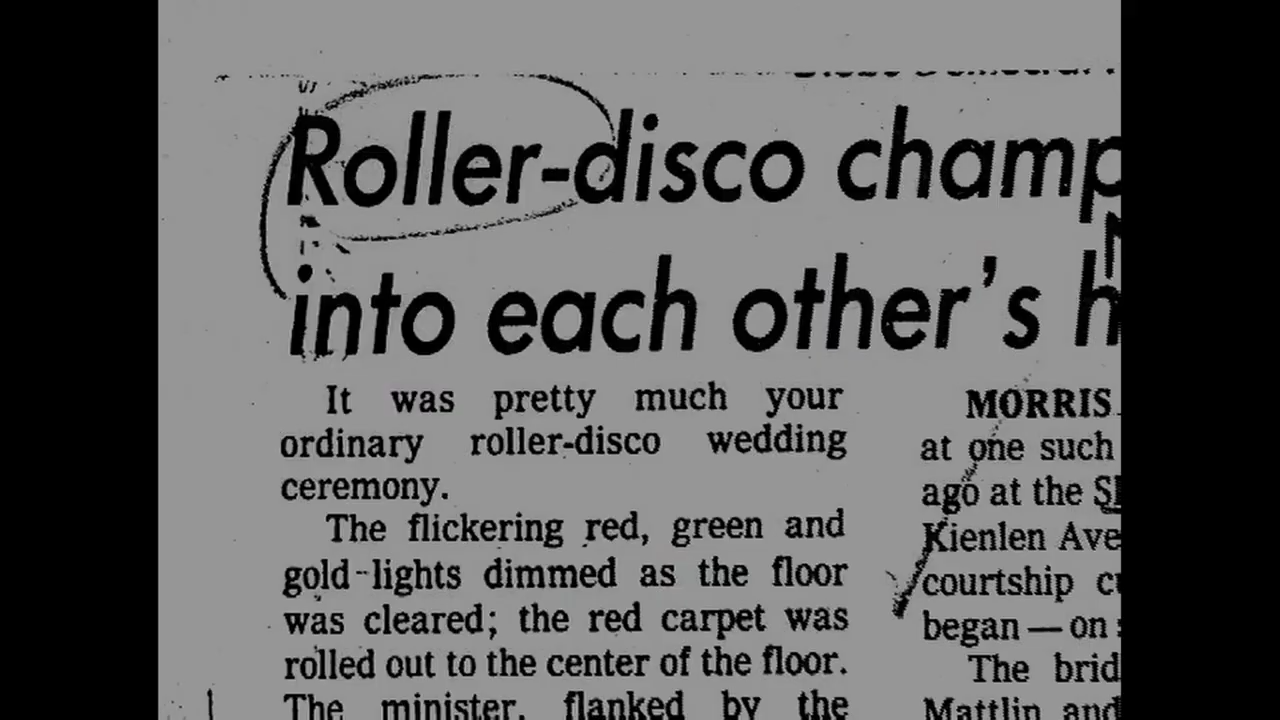 Roller-disco champ
into each other's h
It was pretty much your
ordinary roller-disco wedding
ceremony.
The flickering red, green and
gold-lights dimmed as the floor
was cleared; the red carpet was
rolled out to the center of the floor.
The minister, flanked by the
MORRIS
at one such
ago at the
Kienlen Ave
courtship
began — on
The brid
Mattlin and